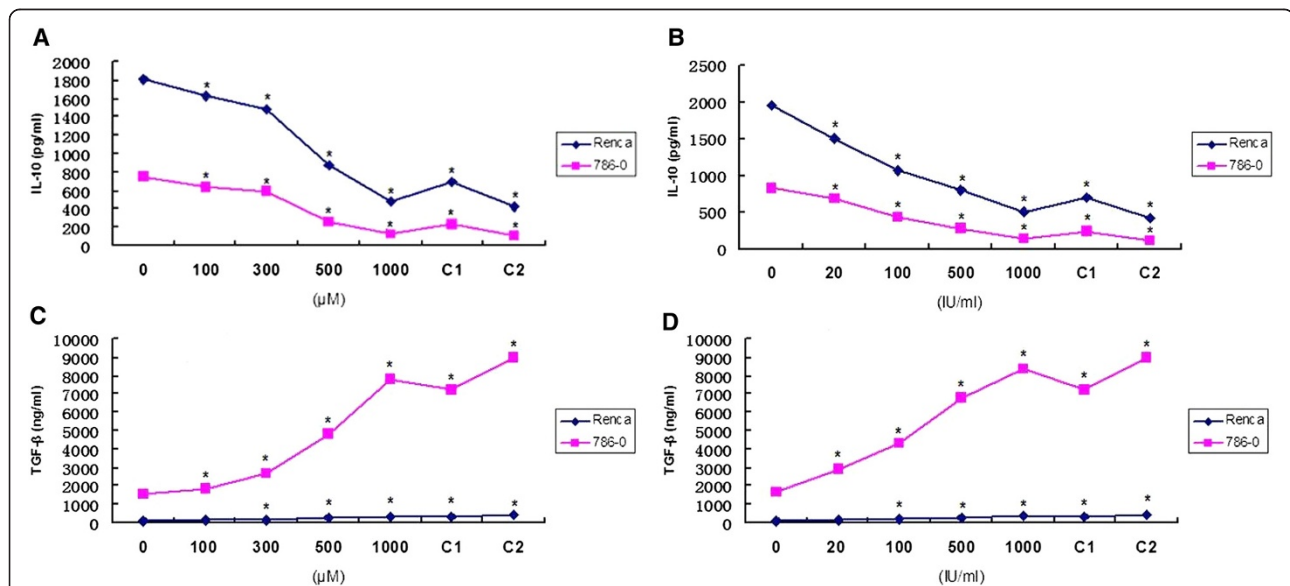 A
IL-10 (pg/ml)
2000
1800
1600
1400
1200
1000
800
600
400
200
0
* * * * * *
* * * * * *
0 100 300 500 1000 C1 C2
(µM)
Renca
786-0
B
IL-10 (pg/ml)
2500
2000
1500
1000
500
0
* * * * * *
* * * * * *
0 20 100 500 1000 C1 C2
(IU/ml)
Renca
786-0
C
TGF-β (ng/ml)
10000
9000
8000
7000
6000
5000
4000
3000
2000
1000
0
* * * * * *
* * * * *
0 100 300 500 1000 C1 C2
(µM)
Renca
786-0
D
TGF-β (ng/ml)
10000
9000
8000
7000
6000
5000
4000
3000
2000
1000
0
* * * * * *
* * * * *
0 20 100 500 1000 C1 C2
(IU/ml)
Renca
786-0